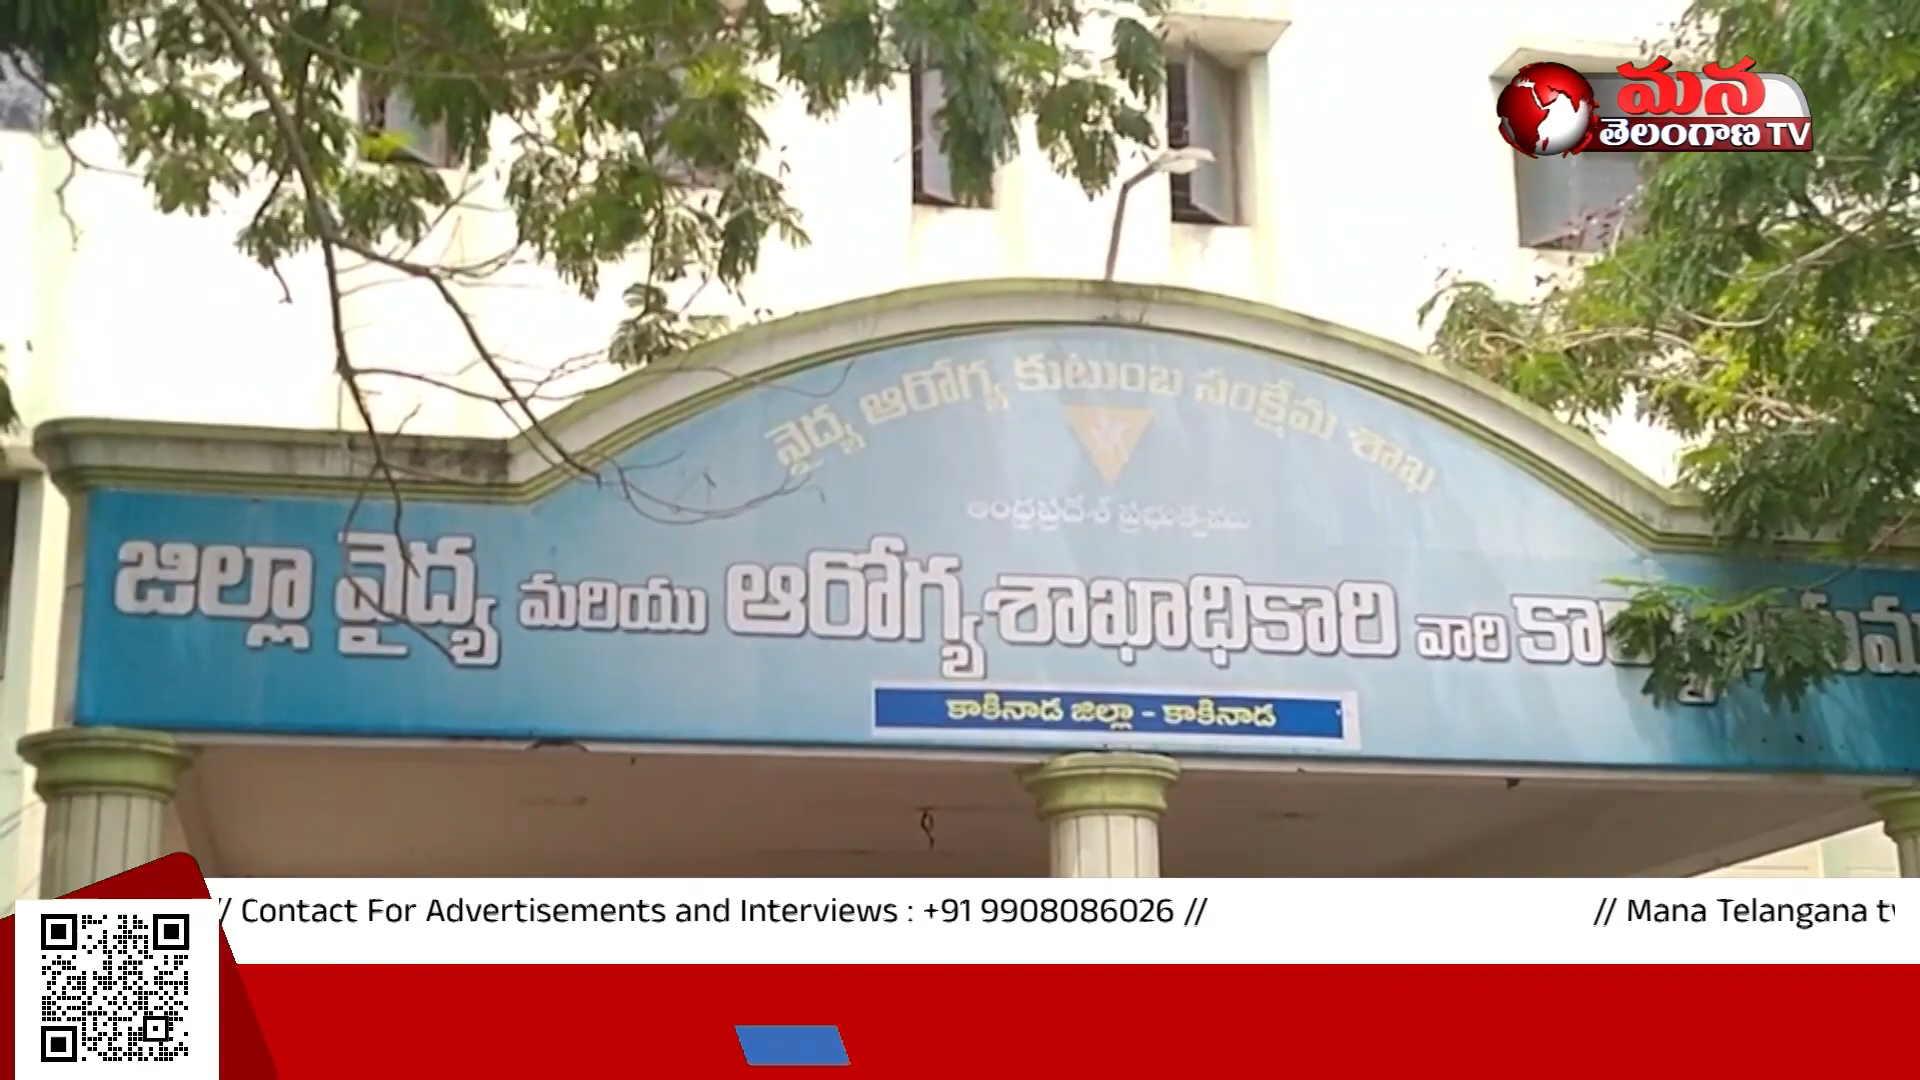 మన
తెలంగాణ TV
వైద్య ఆరోగ్య కుటుంబ సంక్షేమ శాఖ
ఆంధ్రప్రదేశ్ ప్రభుత్వము
జిల్లా వైద్య మరియు ఆరోగ్యశాఖాధికారి వారి
కాకినాడ జిల్లా - కాకినాడ
// Contact For Advertisements and Interviews : +91 9908086026 // // Mana Telangana tv